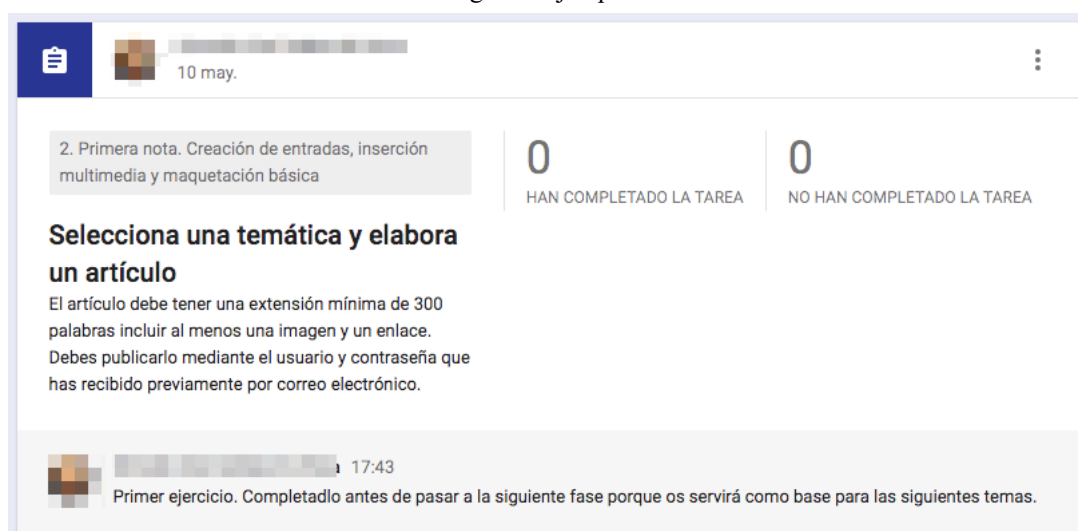 10 may.
2. Primera nota. Creación de entradas, inserción
multimedia y maquetación básica
0
HAN COMPLETADO LA TAREA
0
NO HAN COMPLETADO LA TAREA
Selecciona una temática y elabora
un artículo
El artículo debe tener una extensión mínima de 300
palabras incluir al menos una imagen y un enlace.
Debes publicarlo mediante el usuario y contraseña que
has recibido previamente por correo electrónico.
17:43
Primer ejercicio. Completadlo antes de pasar a la siguiente fase porque os servirá como base para las siguientes temas.